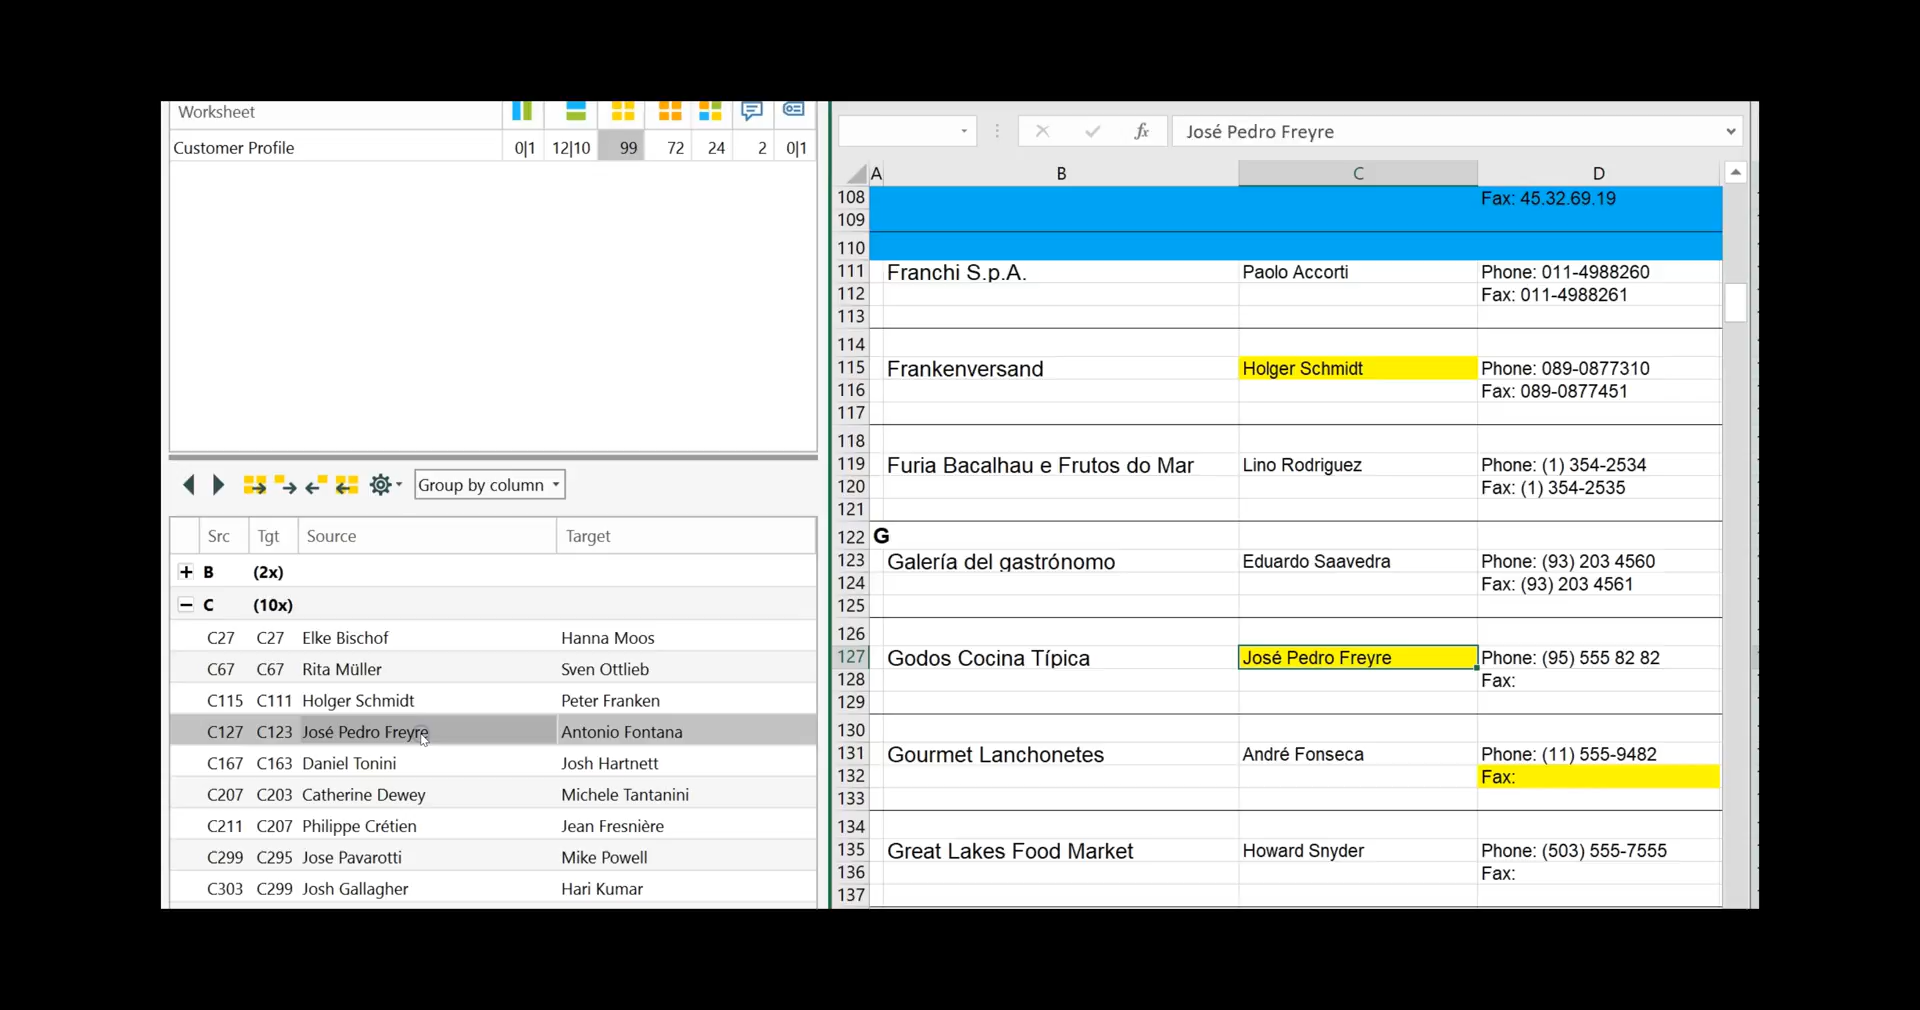 Worksheet
Customer Profile 0|1 12|10 99 72 24 2 0|1
Group by column
Src Tgt Source Target
B (2x)
C (10x)
C27 C27 Elke Bischof Hanna Moos
C67 C67 Rita Müller Sven Ottlieb
C115 C111 Holger Schmidt Peter Franken
C127 C123 José Pedro Freyre Antonio Fontana
C167 C163 Daniel Tonini Josh Hartnett
C207 C203 Catherine Dewey Michele Tantanini
C211 C207 Philippe Crétien Jean Fresnière
C299 C295 Jose Pavarotti Mike Powell
C303 C299 Josh Gallagher Hari Kumar
fx José Pedro Freyre
A B C D
108 Fax: 45.32.69.19
109
110
111 Franchi S.p.A. Paolo Accorti Phone: 011-4988260
112 Fax: 011-4988261
113
114
115 Frankenversand Holger Schmidt Phone: 089-0877310
116 Fax: 089-0877451
117
118
119 Furia Bacalhau e Frutos do Mar Lino Rodriguez Phone: (1) 354-2534
120 Fax: (1) 354-2535
121
122 G
123 Galería del gastrónomo Eduardo Saavedra Phone: (93) 203 4560
124 Fax: (93) 203 4561
125
126
127 Godos Cocina Típica José Pedro Freyre Phone: (95) 555 82 82
128 Fax:
129
130
131 Gourmet Lanchonetes André Fonseca Phone: (11) 555-9482
132 Fax:
133
134
135 Great Lakes Food Market Howard Snyder Phone: (503) 555-7555
136 Fax:
137